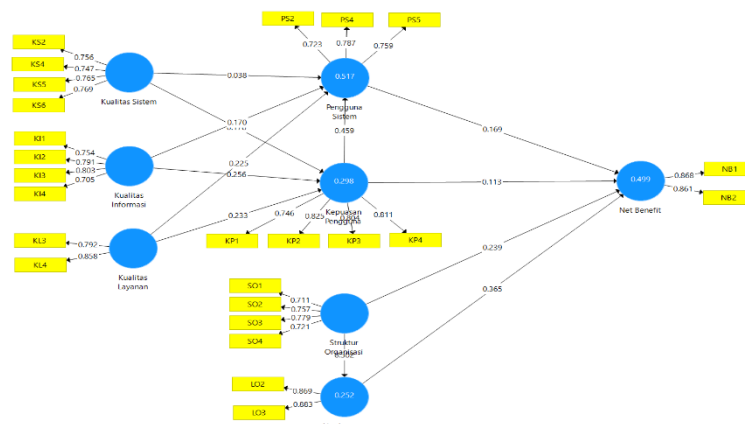 PS2
PS4
PS5
0.723
0.787
0.759
KS2
KS4
KS5
KS6
0.756
0.747
0.765
0.769
Kualitas Sistem
0.038
0.517
Pengguna
Sistem
0.170
0.459
0.169
KI1
KI2
KI3
KI4
0.754
0.791
0.803
0.705
Kualitas
Informasi
0.225
0.256
0.298
Kepuasan
Pengguna
0.113
0.499
Net Benefit
0.868
0.861
NB1
NB2
KL3
KL4
0.792
0.858
Kualitas
Layanan
0.233
0.746
0.825
0.811
KP1
KP2
KP3
KP4
0.239
0.365
SO1
SO2
SO3
SO4
0.711
0.757
0.779
0.721
Struktur
Organisasi
LO2
LO3
0.869
0.252